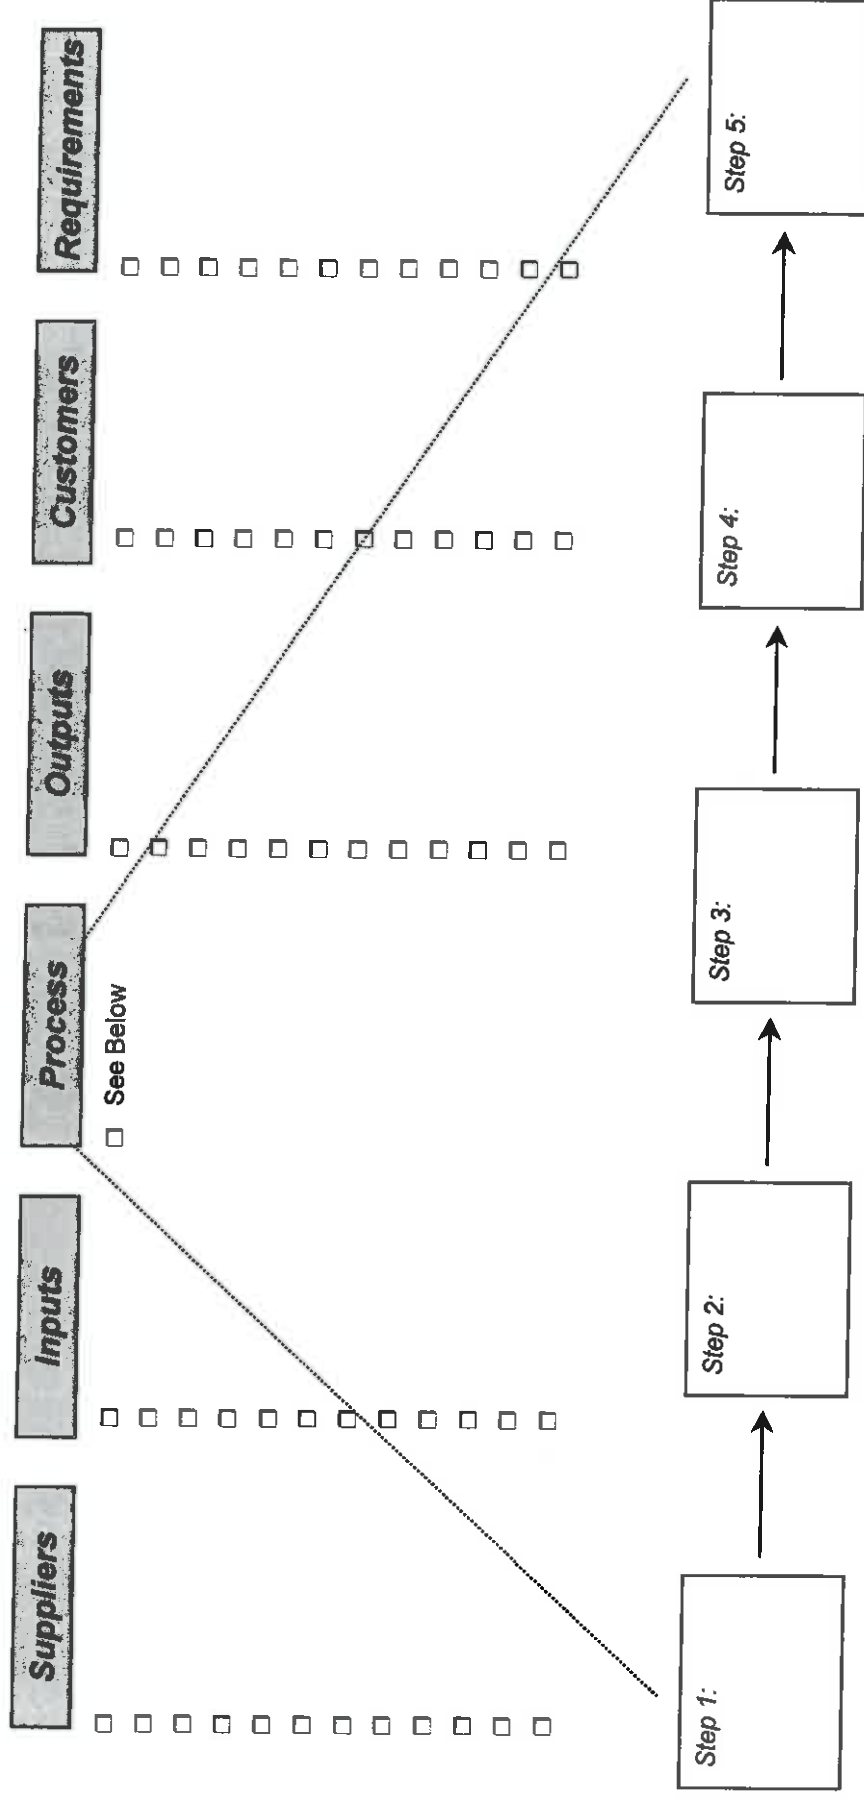 Suppliers
Inputs
Process
Outputs
Customers
Requirements
See Below
Step 1:
Step 2:
Step 3:
Step 4:
Step 5: